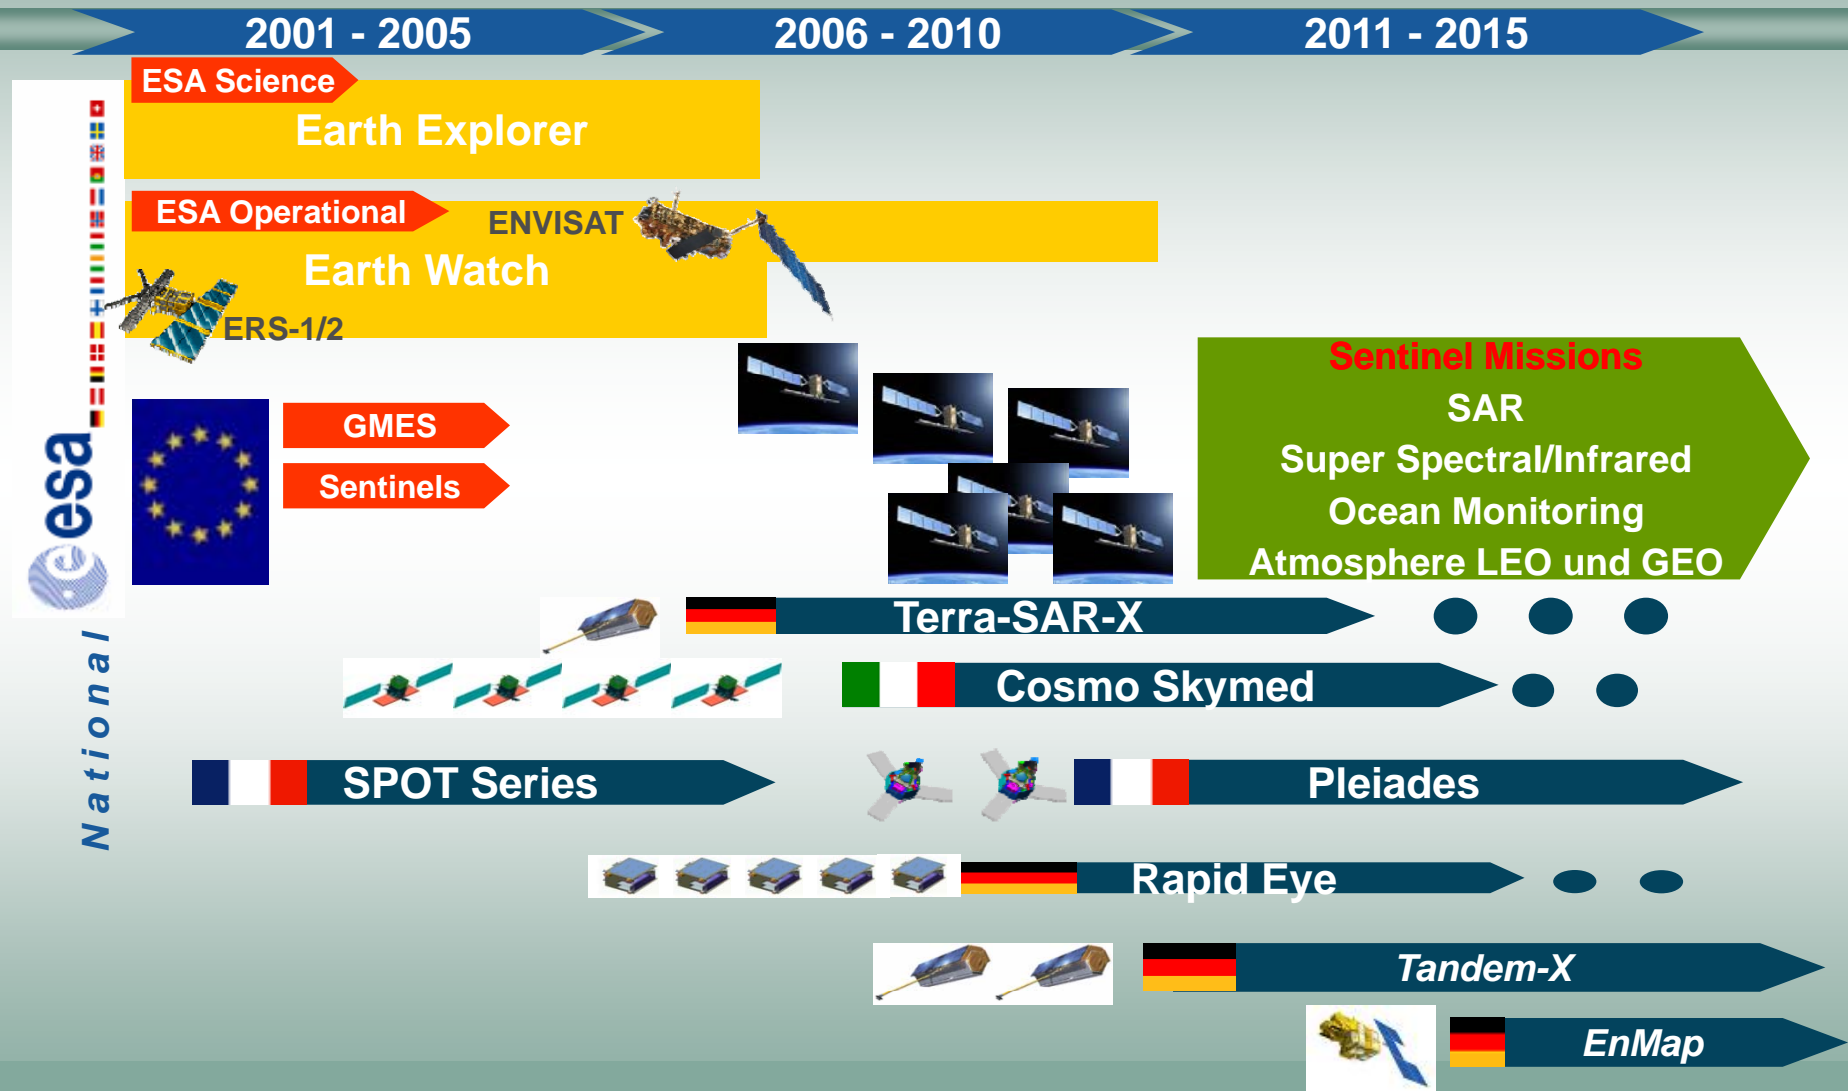 2001 - 2005
2006 - 2010
2011 - 2015
ESA Science
Earth Explorer
ESA Operational
ENVISAT
Earth Watch
ERS-1/2
esa
GMES
Sentinels
Sentinel Missions
SAR
Super Spectral/Infrared
Ocean Monitoring
Atmosphere LEO und GEO
National
Terra-SAR-X
Cosmo Skymed
SPOT Series
Pleiades
Rapid Eye
Tandem-X
EnMap